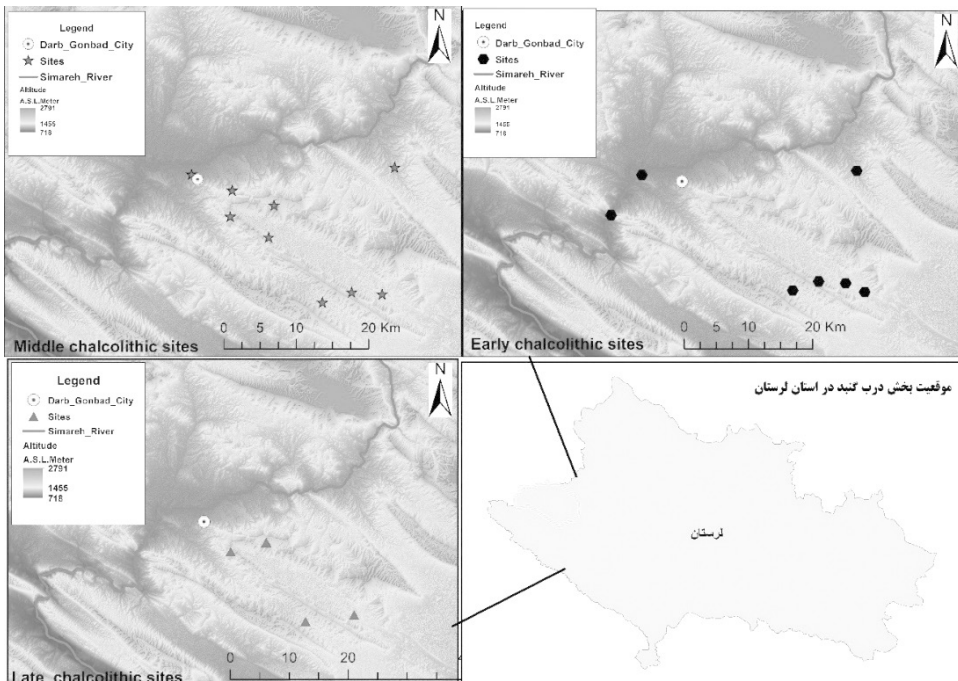 Legend
N
Darb_Gonbad_City
Sites
Simareh_River
Altitude
A.S.L.Meter
2791
1455
718
0 5 10 20 Km
Middle chalcolithic sites
Legend
N
Darb_Gonbad_City
Sites
Simareh_River
Altitude
A.S.L.Meter
2791
1455
718
0 5 10 20 Km
Early chalcolithic sites
Legend
N
Darb_Gonbad_City
Sites
Simareh_River
Altitude
A.S.L.Meter
2791
1455
718
0 10 20
Late chalcolithic sites
موقعیت بخش درب گنبد در استان لرستان
لرستان